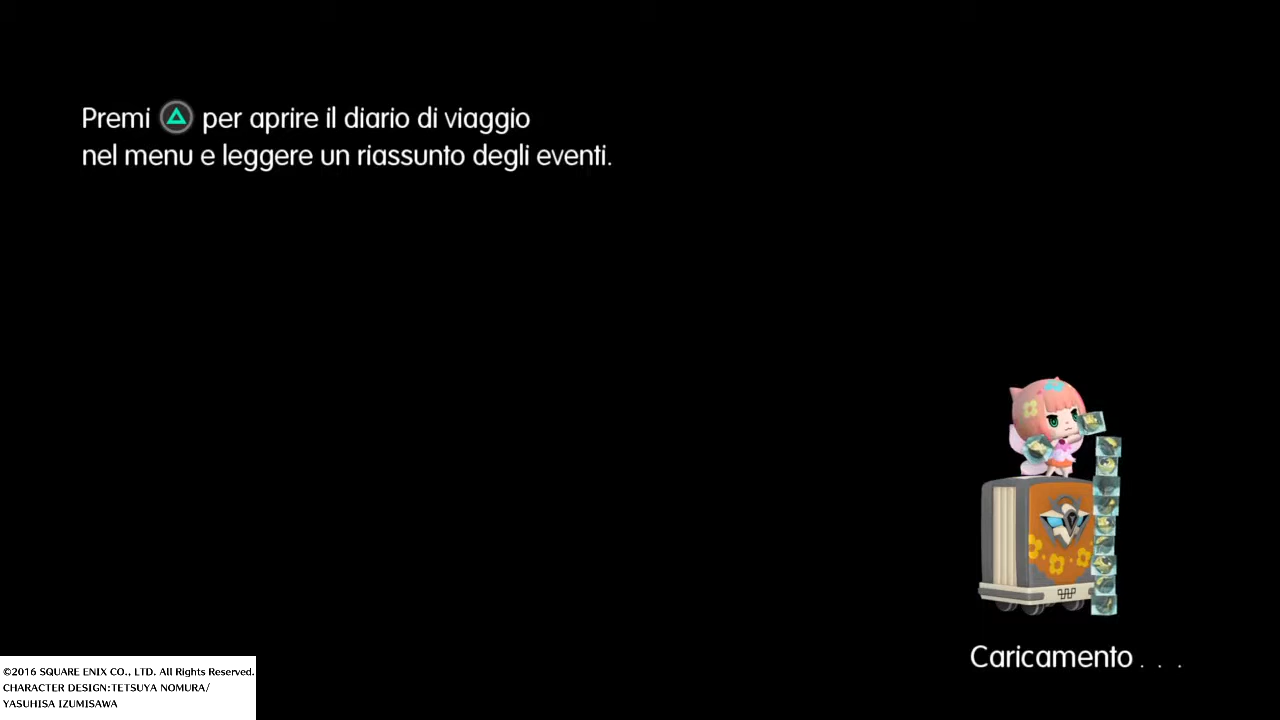 Premi per aprire il diario di viaggio
nel menu e leggere un riassunto degli eventi.
Caricamento . . .
©2016 SQUARE ENIX CO., LTD. All Rights Reserved.
CHARACTER DESIGN:TETSUYA NOMURA/
YASUHISA IZUMISAWA